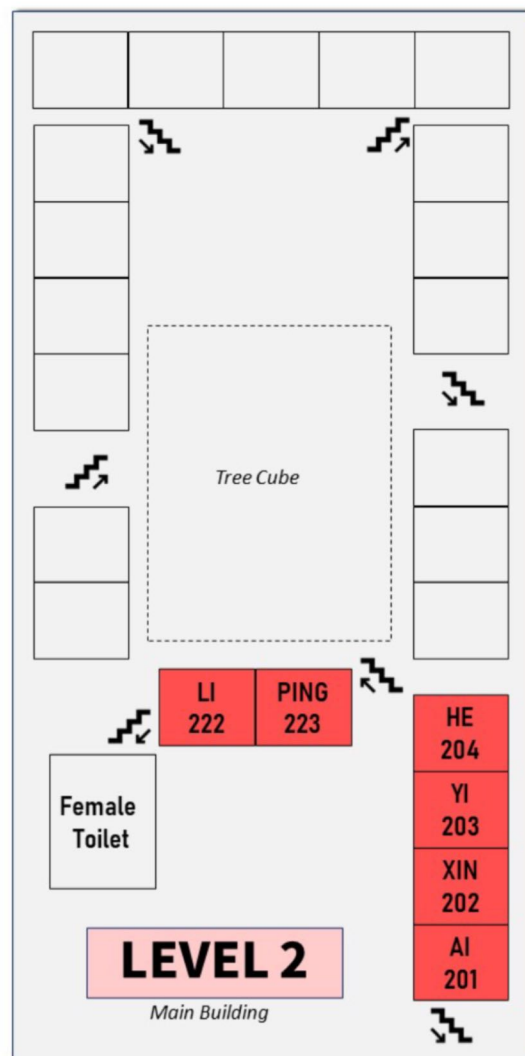 Tree Cube
LI
222
PING
223
HE
204
YI
203
XIN
202
AI
201
Female
Toilet
LEVEL 2
Main Building